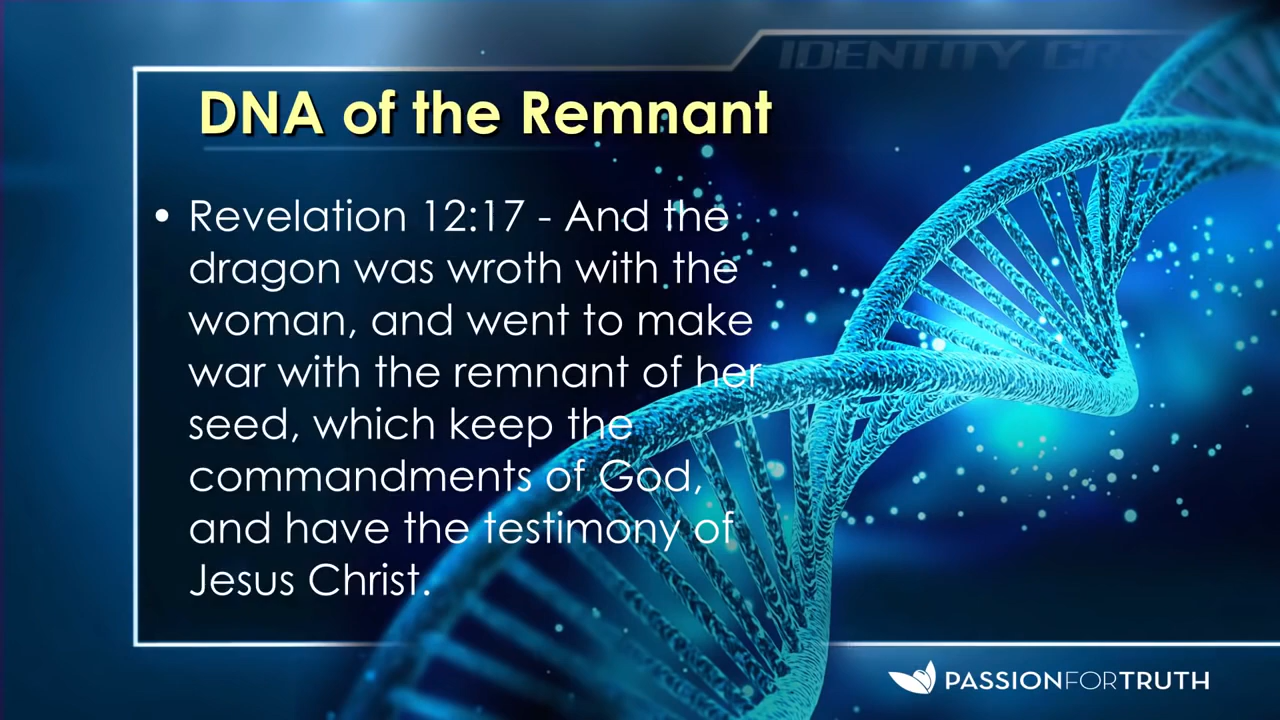 IDENTITY CR
DNA of the Remnant
• Revelation 12:17 - And the
dragon was wroth with the
woman, and went to make
war with the remnant of her
seed, which keep the
commandments of God,
and have the testimony of
Jesus Christ.
PASSIONFORTRUTH